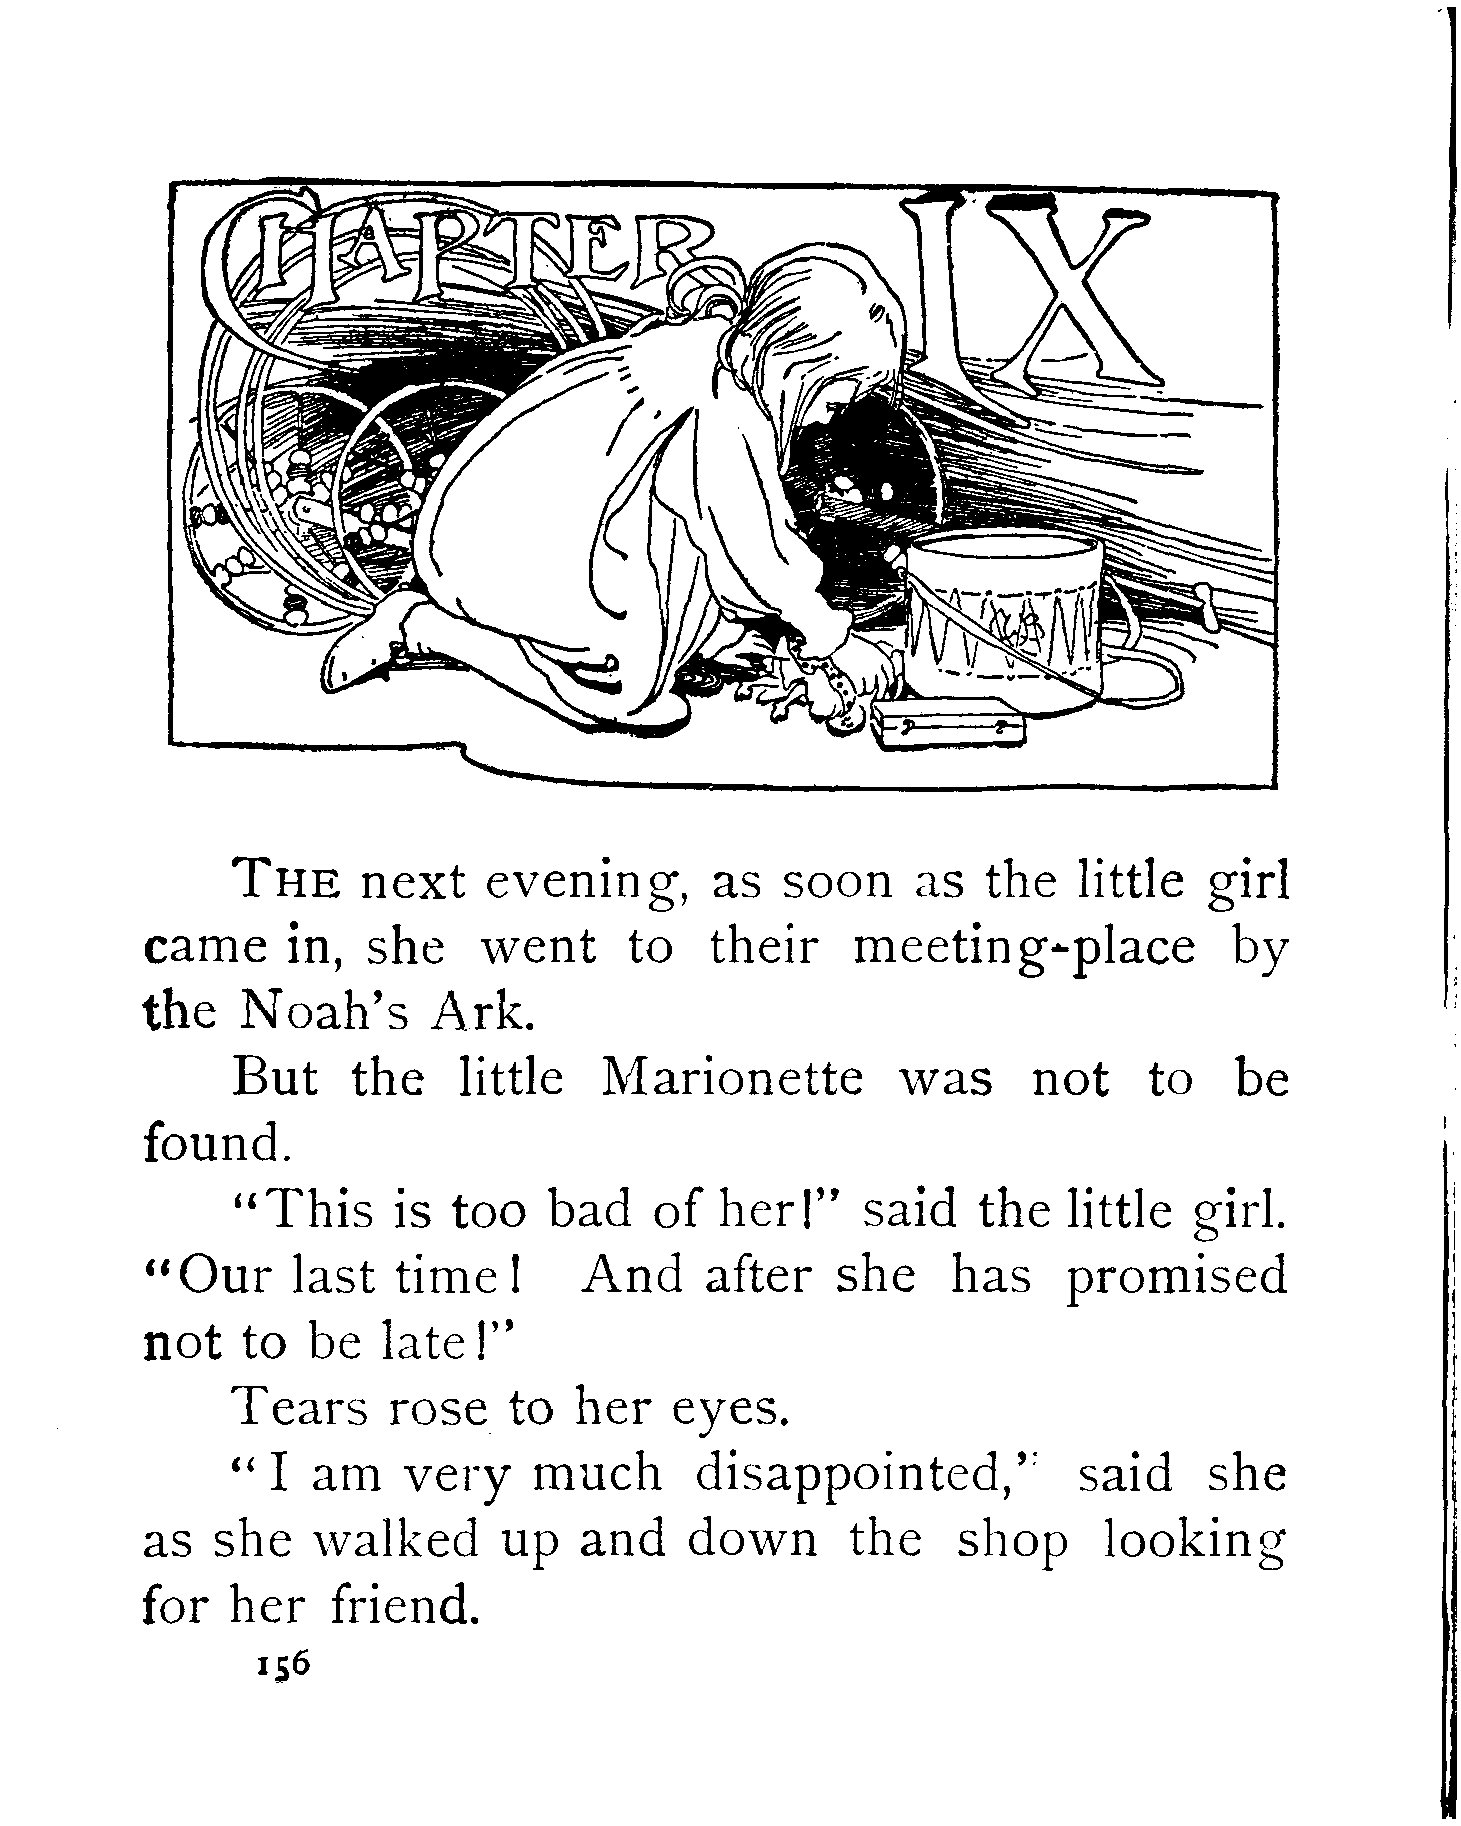 CHAPTER IX
THE next evening, as soon as the little girl
came in, she went to their meeting-place by
the Noah's Ark.
But the little Marionette was not to be
found.
"This is too bad of her!" said the little girl.
"Our last time! And after she has promised
not to be late!"
Tears rose to her eyes.
"I am very much disappointed," said she
as she walked up and down the shop looking
for her friend.
156